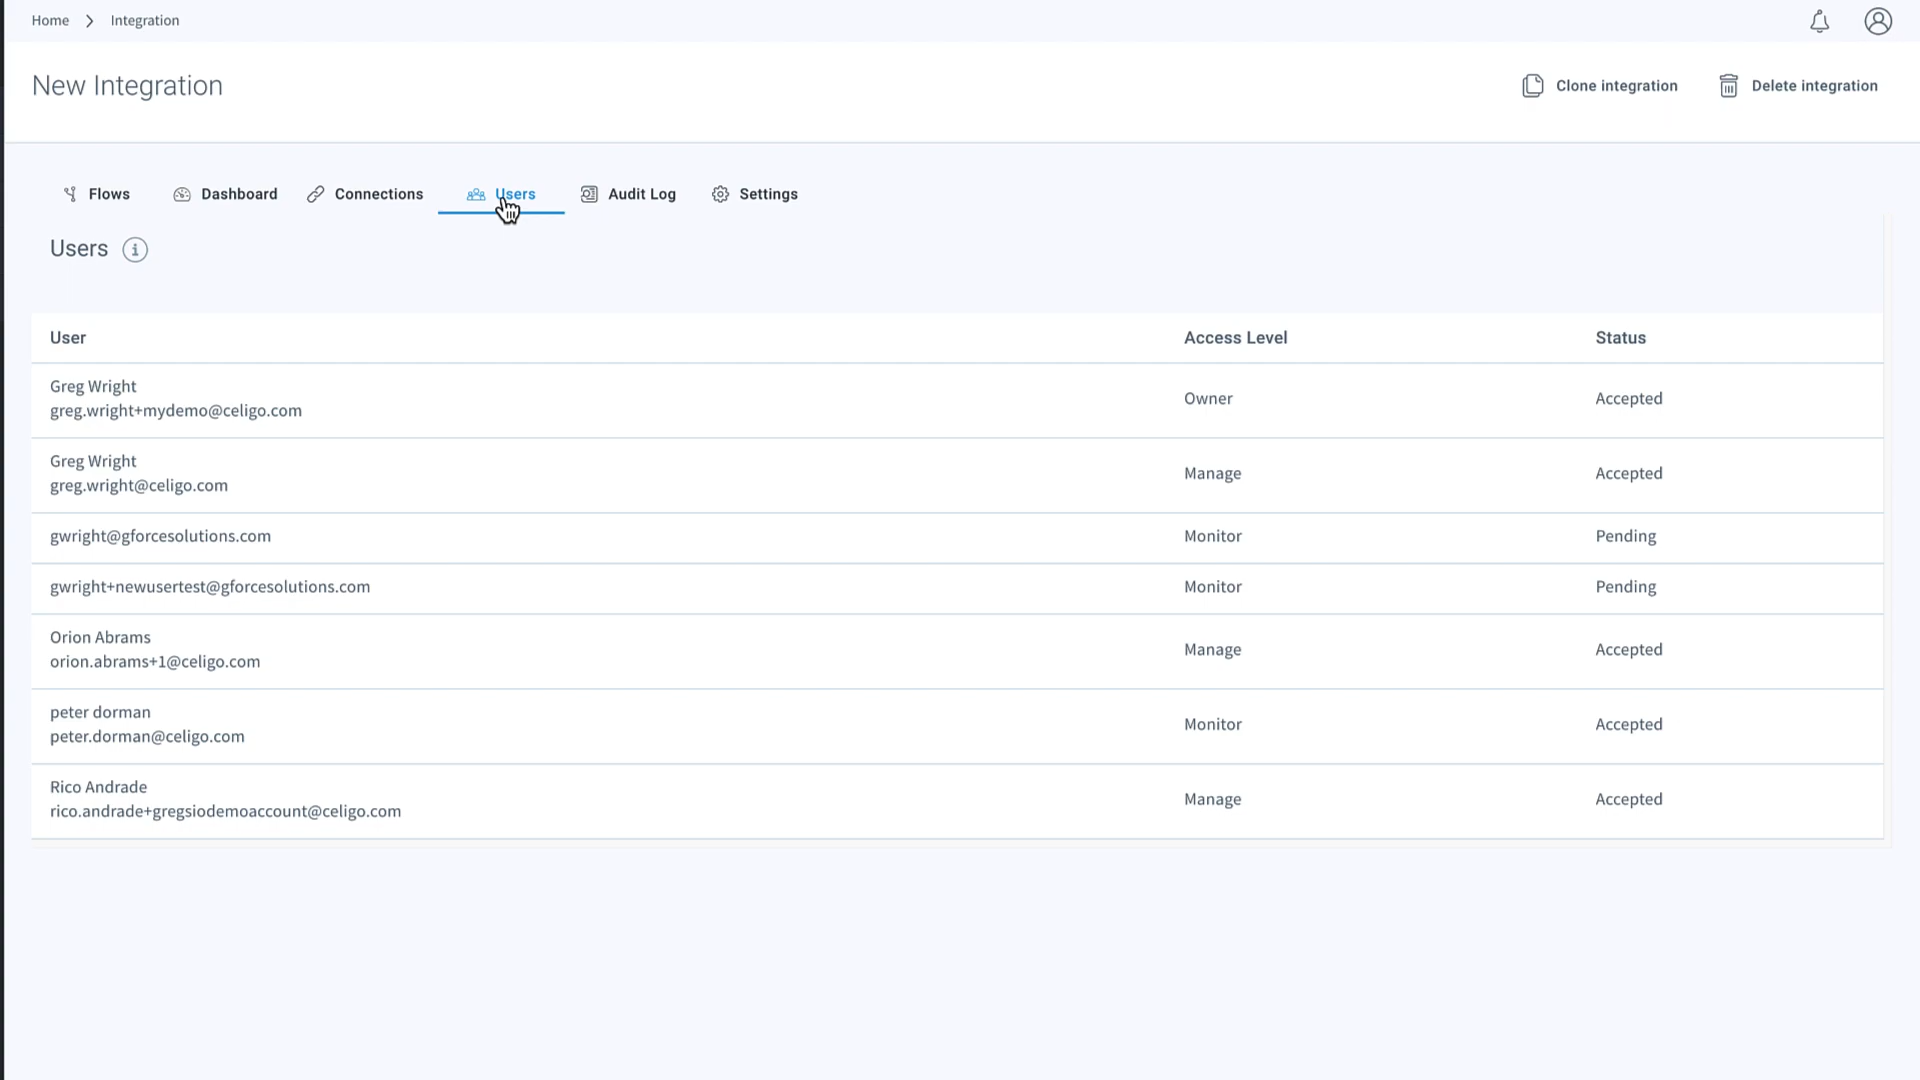 Home > Integration
New Integration
Clone integration Delete integration
Flows Dashboard Connections Users Audit Log Settings
Users i
User Access Level Status
Greg Wright
greg.wright+mydemo@celigo.com Owner Accepted
Greg Wright
greg.wright@celigo.com Manage Accepted
gwright@gforcesolutions.com Monitor Pending
gwright+newusertest@gforcesolutions.com Monitor Pending
Orion Abrams
orion.abrams+1@celigo.com Manage Accepted
peter dorman
peter.dorman@celigo.com Monitor Accepted
Rico Andrade
rico.andrade+gregsiodemoaccount@celigo.com Manage Accepted